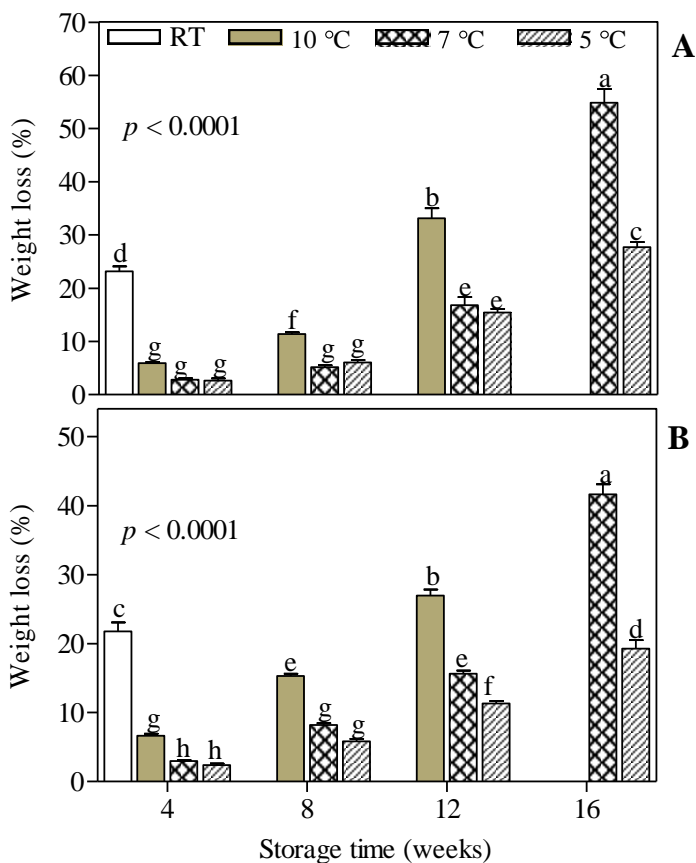 RT 10 °C 7 °C 5 °C
A
70
60
50
40
30
20
10
0
Weight loss (%)
p < 0.0001
d g g g f g g b e e a c
B
50
40
30
20
10
0
Weight loss (%)
p < 0.0001
c g h h e g g b e f a d
4 8 12 16
Storage time (weeks)